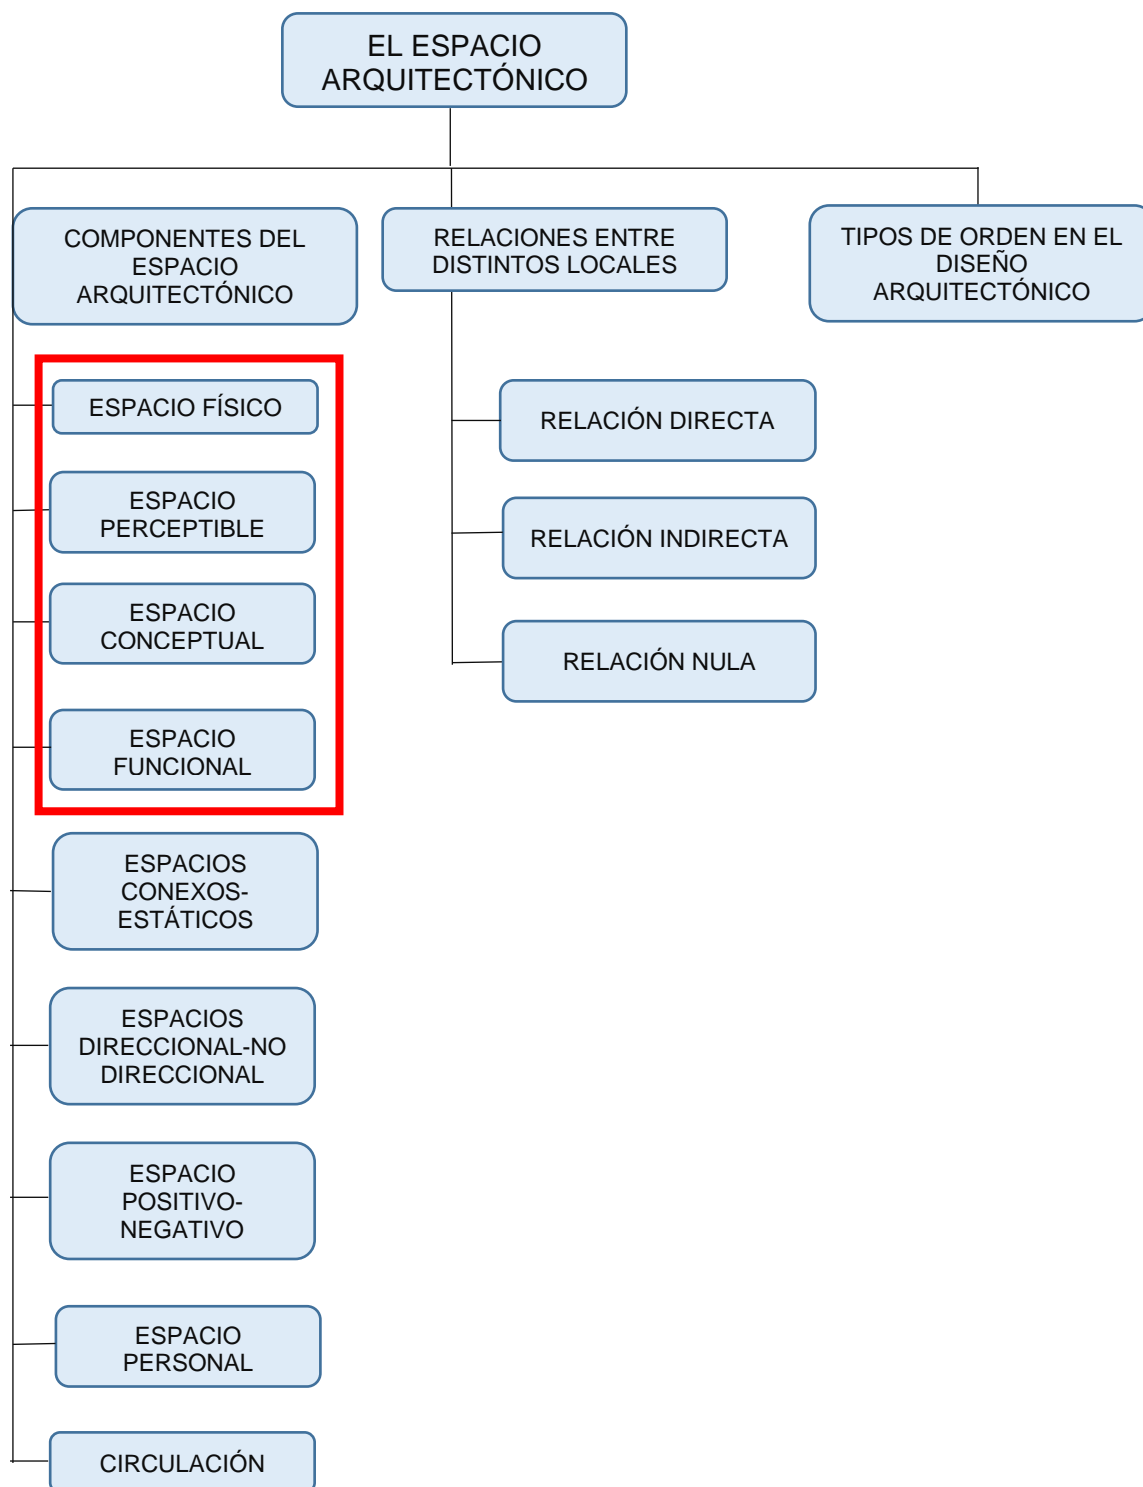 EL ESPACIO
ARQUITECTÓNICO
COMPONENTES DEL
ESPACIO
ARQUITECTÓNICO
RELACIONES ENTRE
DISTINTOS LOCALES
TIPOS DE ORDEN EN EL
DISEÑO
ARQUITECTÓNICO
ESPACIO FÍSICO
ESPACIO
PERCEPTIBLE
ESPACIO
CONCEPTUAL
ESPACIO
FUNCIONAL
ESPACIOS
CONEXOS-
ESTÁTICOS
ESPACIOS
DIRECCIONAL-NO
DIRECCIONAL
ESPACIO
POSITIVO-
NEGATIVO
ESPACIO
PERSONAL
CIRCULACIÓN
RELACIÓN DIRECTA
RELACIÓN INDIRECTA
RELACIÓN NULA